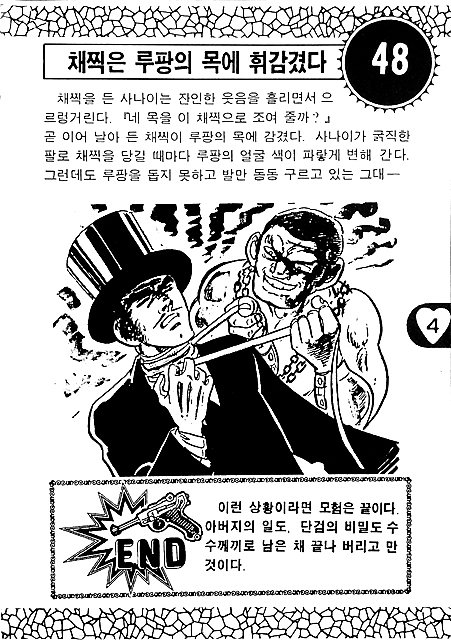 채찍은 루팡의 목에 휘감겼다
48
채찍을 든 사나이는 잔인한 웃음을 흘리면서 으
르렁거린다. 『네 목을 이 채찍으로 조여 줄까?』
곧 이어 날아 든 채찍이 루팡의 목에 감겼다. 사나이가 굵직한
팔로 채찍을 당길 때마다 루팡의 얼굴 색이 파랗게 변해 간다.
그런데도 루팡을 돕지 못하고 발만 동동 구르고 있는 그대―
4
END
이런 상황이라면 모험은 끝이다.
아버지의 일도, 단검의 비밀도 수
수께끼로 남은 채 끝나 버리고 만
것이다.